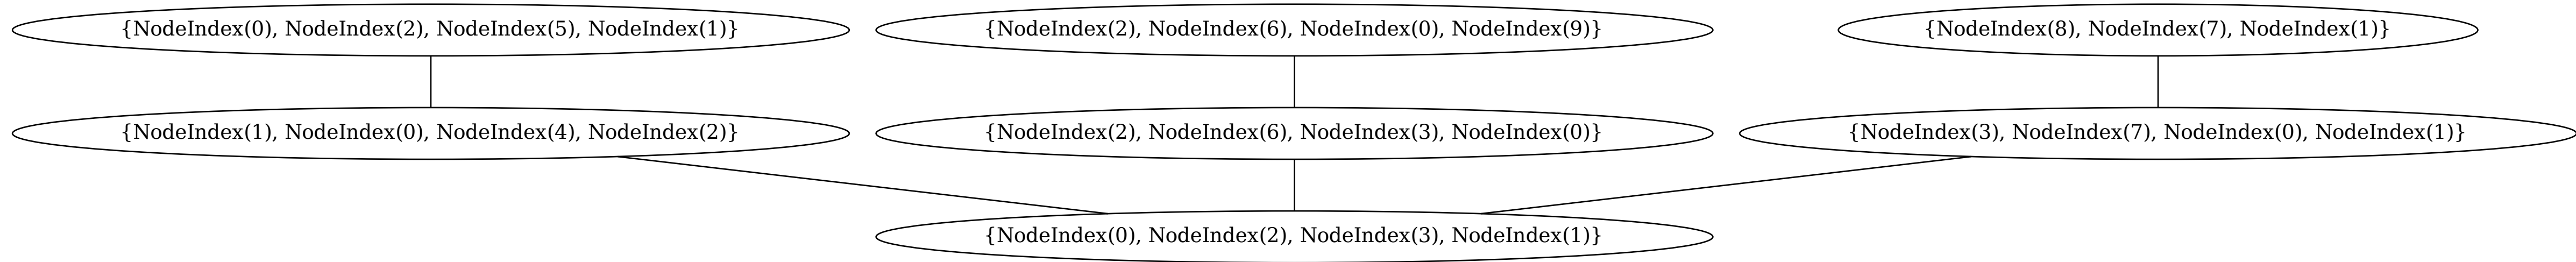 {NodeIndex(0), NodeIndex(2), NodeIndex(5), NodeIndex(1)}
{NodeIndex(2), NodeIndex(6), NodeIndex(0), NodeIndex(9)}
{NodeIndex(8), NodeIndex(7), NodeIndex(1)}
{NodeIndex(1), NodeIndex(0), NodeIndex(4), NodeIndex(2)}
{NodeIndex(2), NodeIndex(6), NodeIndex(3), NodeIndex(0)}
{NodeIndex(3), NodeIndex(7), NodeIndex(0), NodeIndex(1)}
{NodeIndex(0), NodeIndex(2), NodeIndex(3), NodeIndex(1)}